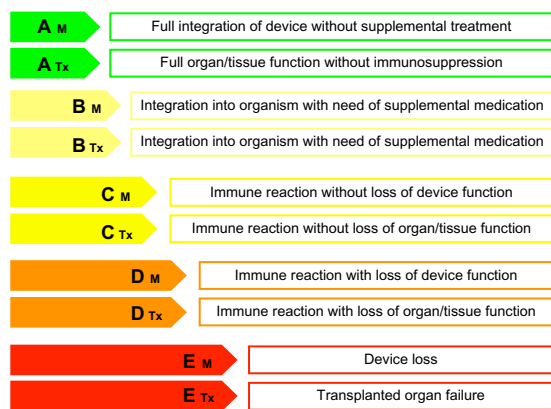 A M Full integration of device without supplemental treatment
A Tx Full organ/tissue function without immunosuppression
B M Integration into organism with need of supplemental medication
B Tx Integration into organism with need of supplemental medication
C M Immune reaction without loss of device function
C Tx Immune reaction without loss of organ/tissue function
D M Immune reaction with loss of device function
D Tx Immune reaction with loss of organ/tissue function
E M Device loss
E Tx Transplanted organ failure